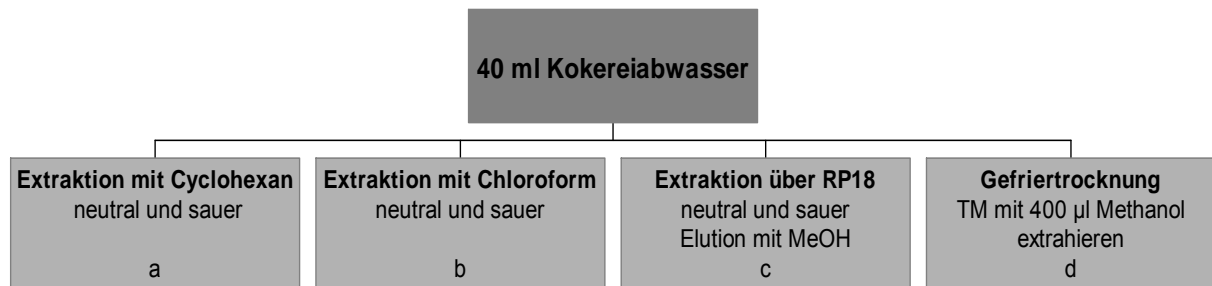 40 ml Kokereiabwasser
Extraktion mit Cyclohexan
neutral und sauer
a
Extraktion mit Chloroform
neutral und sauer
b
Extraktion über RP18
neutral und sauer
Elution mit MeOH
c
Gefriertrocknung
TM mit 400 µl Methanol
extrahieren
d